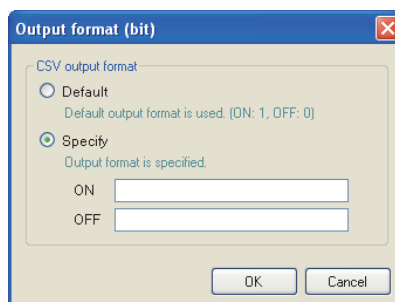 Output format (bit)
CSV output format
Default
Default output format is used. (ON: 1, OFF: 0)
Specify
Output format is specified.
ON
OFF
OK Cancel